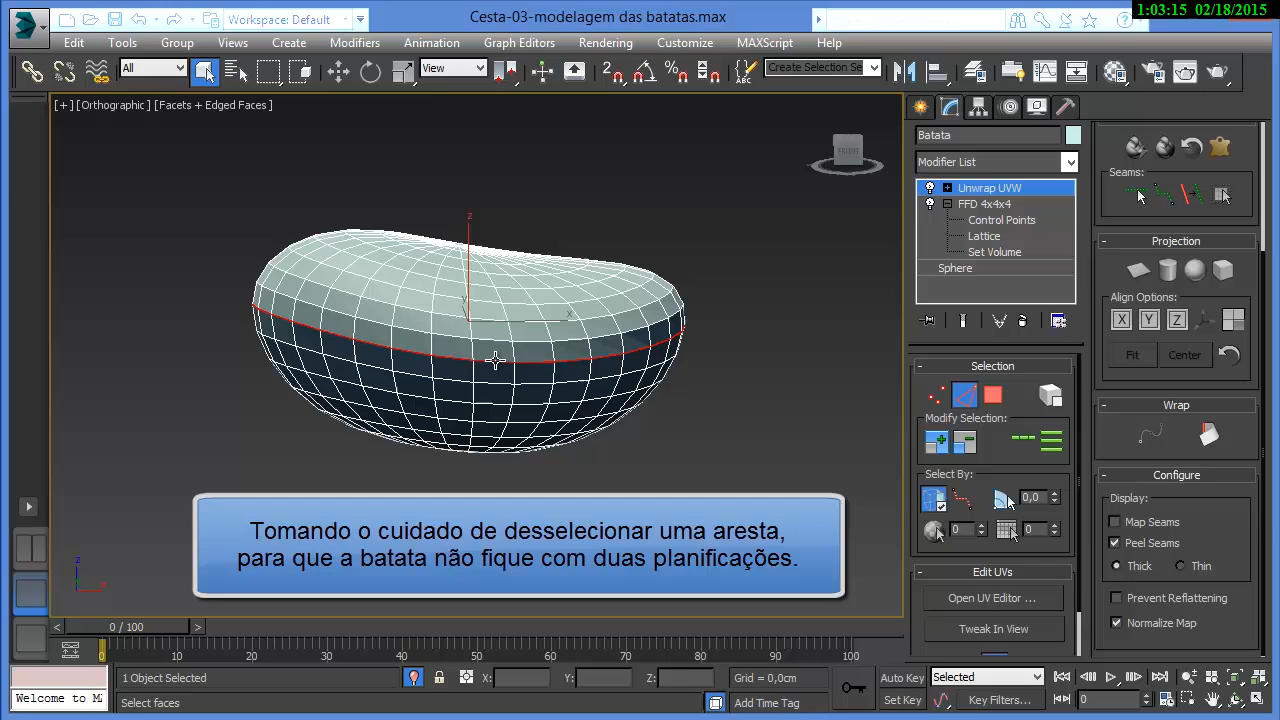 1:03:15 02/18/2015
Workspace: Default
Cesta-03-modelagem das batatas.max
Edit Tools Group Views Create Modifiers Animation Graph Editors Rendering Customize MAXScript Help
All
View
Create Selection Se
[+] [Orthographic] [Facets + Edged Faces ]
z
y
x
Batata
Modifier List
Unwrap UVW
FFD 4x4x4
Control Points
Lattice
Set Volume
Sphere
Selection
Modify Selection:
Select By:
0,0
0
0
Edit UVs
Open UV Editor ...
Tweak In View
Seams:
Projection
Align Options:
X Y Z
Fit Center
Wrap
Configure
Display:
Map Seams
Peel Seams
Thick Thin
Prevent Reflattening
Normalize Map
Tomando o cuidado de desselecionar uma aresta,
para que a batata não fique com duas planificações.
z
< 0 / 100 >
0 10 20 30 40 50 60 70 80 90 100
1 Object Selected
X: Y: Z:
Grid = 0,0cm
Auto Key
Selected
Welcome to M
Select faces
Add Time Tag
Set Key
Key Filters...
0